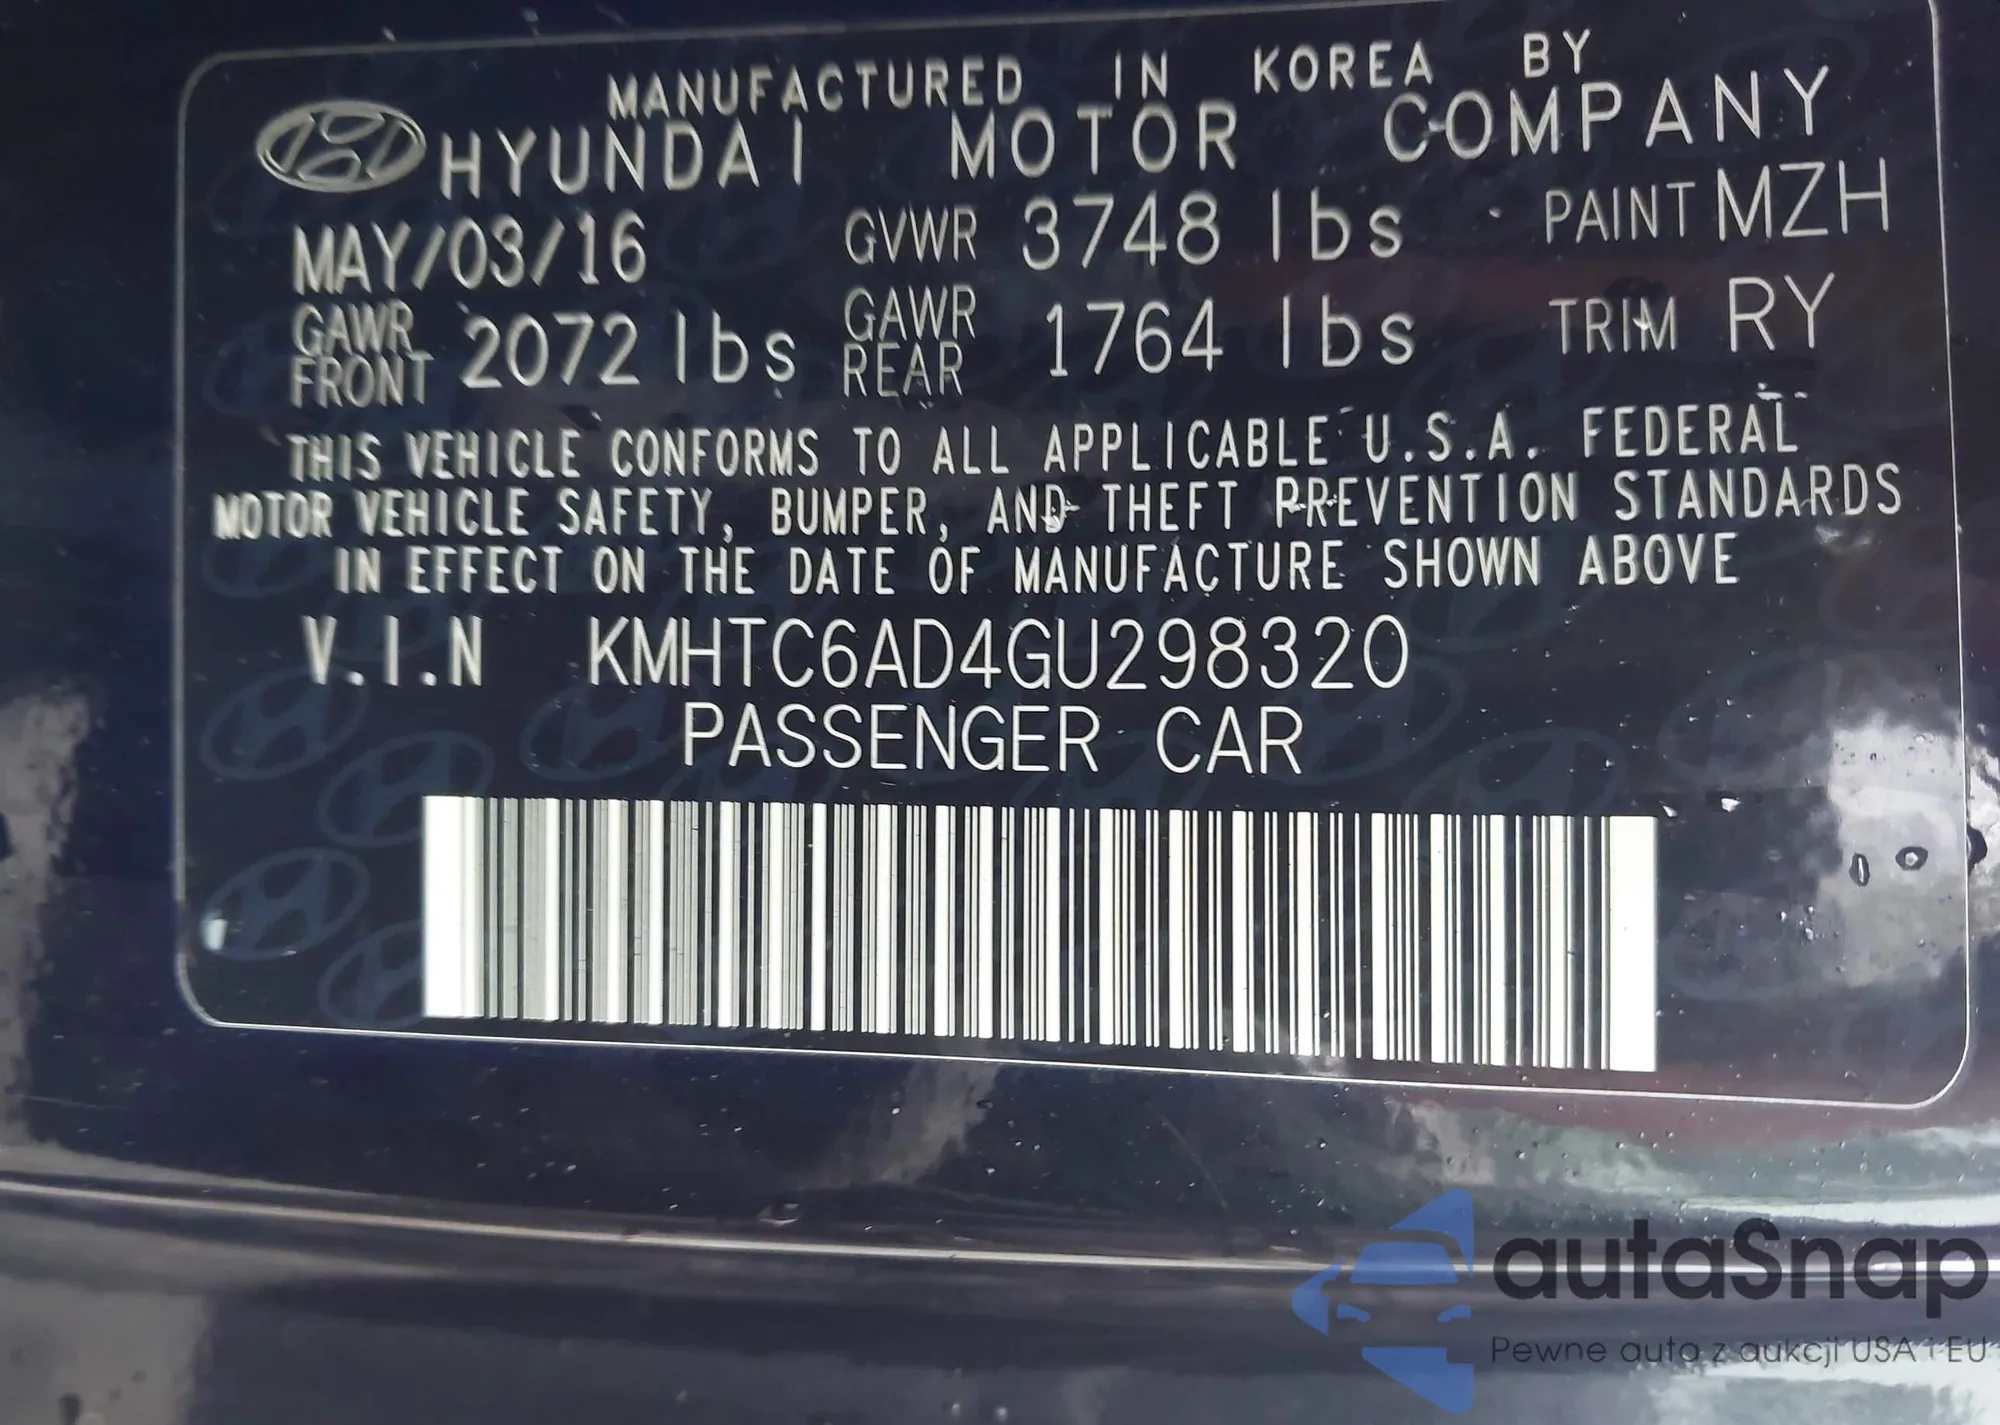 MANUFACTURED IN KOREA BY
HYUNDAI MOTOR COMPANY
MAY/03/16 GVWR 3748 lbs PAINT MZH
GAWR FRONT 2072 lbs GAWR REAR 1764 lbs TRIM RY
THIS VEHICLE CONFORMS TO ALL APPLICABLE U.S.A. FEDERAL
MOTOR VEHICLE SAFETY, BUMPER, AND THEFT PREVENTION STANDARDS
IN EFFECT ON THE DATE OF MANUFACTURE SHOWN ABOVE
V.I.N KMHTC6AD4GU298320
PASSENGER CAR
autaSnap
Pewne auta z aukcji USA i EU